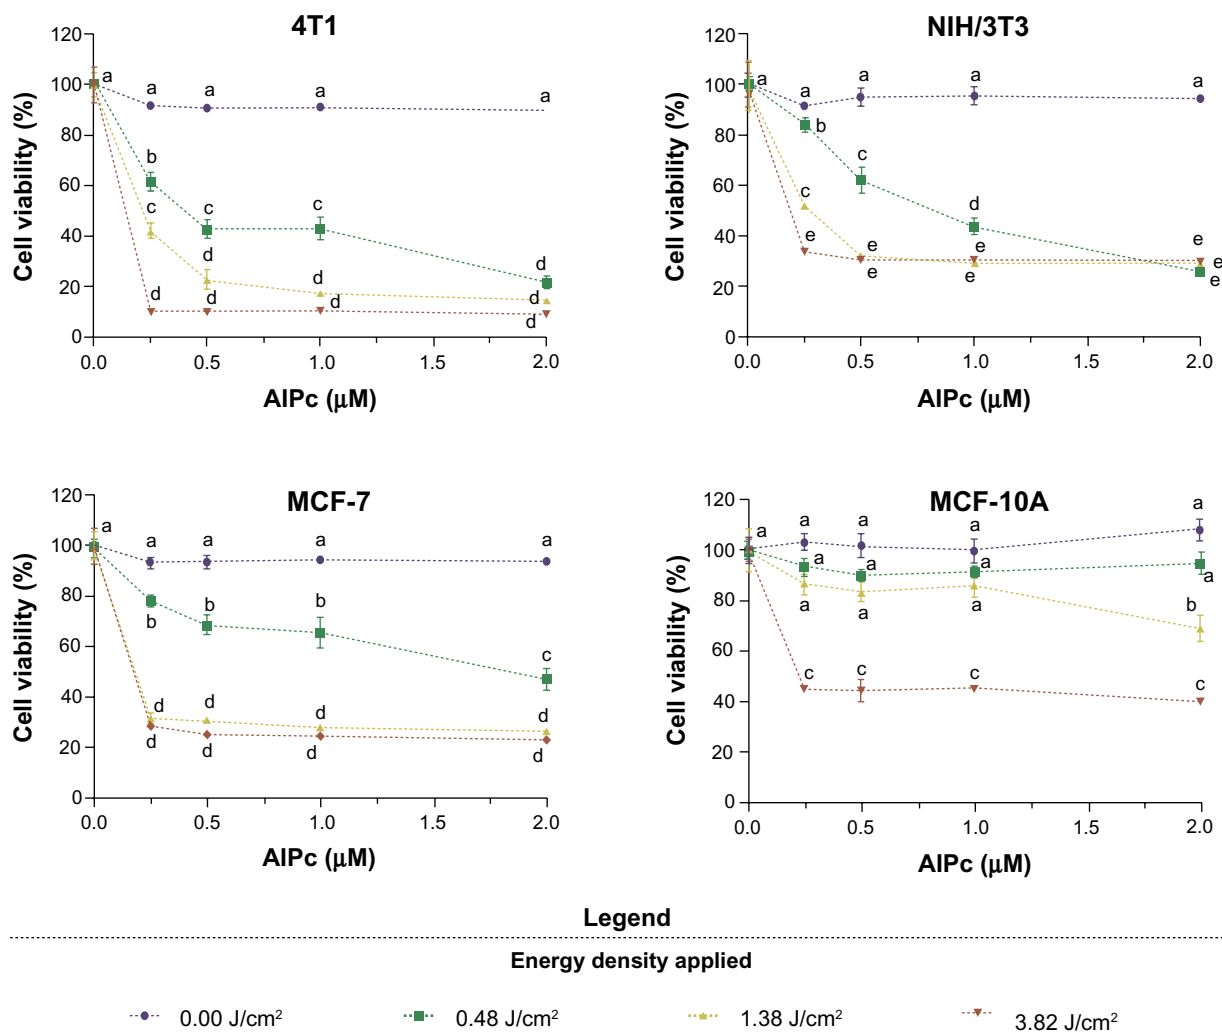 4T1
120
100
80
60
40
20
0
Cell viability (%)
a
a
a
a
a
b
c
c
d
c
d
d
d
d
d
d
d
0.0
0.5
1.0
1.5
2.0
AlPc (μM)
NIH/3T3
120
100
80
60
40
20
0
Cell viability (%)
a
a
a
a
a
b
c
d
e
c
e
e
e
e
e
e
e
0.0
0.5
1.0
1.5
2.0
AlPc (μM)
MCF-7
120
100
80
60
40
20
0
Cell viability (%)
a
a
a
a
a
b
b
b
c
d
d
d
d
d
d
d
d
0.0
0.5
1.0
1.5
2.0
AlPc (μM)
MCF-10A
120
100
80
60
40
20
0
Cell viability (%)
a
a
a
a
a
a
a
a
a
a
a
a
b
c
c
c
c
0.0
0.5
1.0
1.5
2.0
AlPc (μM)
Legend
Energy density applied
0.00 J/cm² 0.48 J/cm² 1.38 J/cm² 3.82 J/cm²